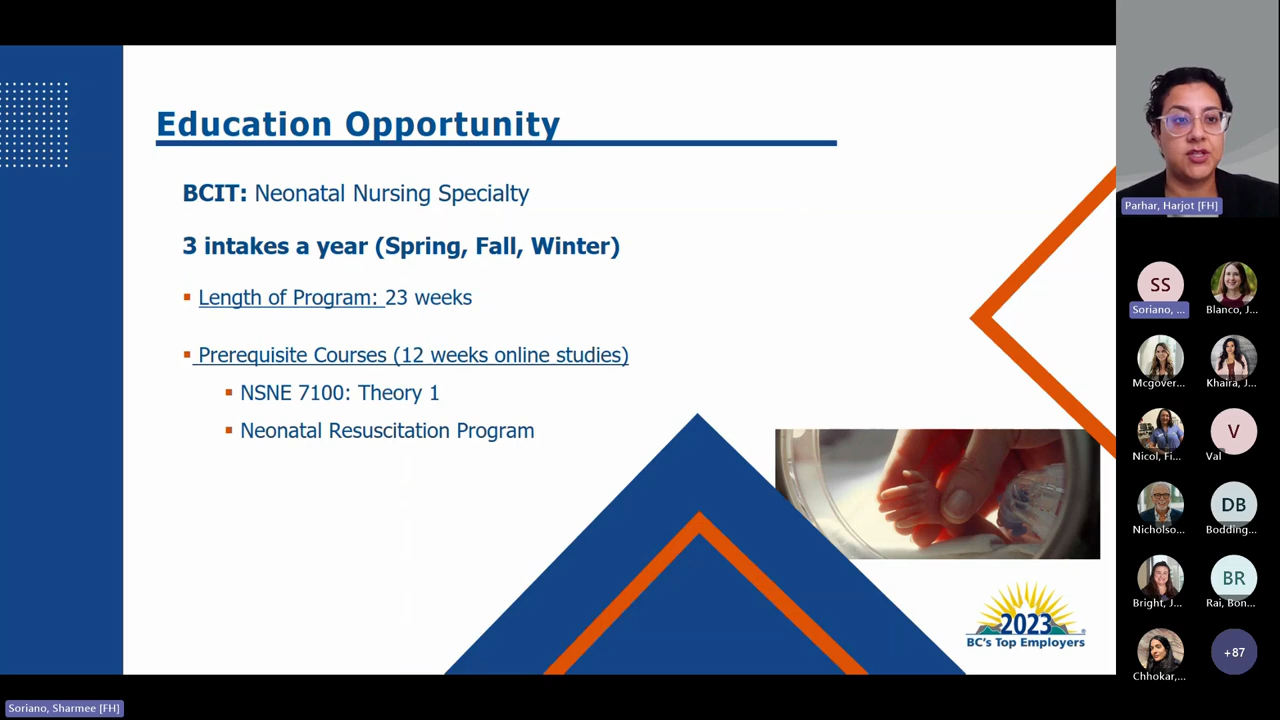 Education Opportunity
BCIT: Neonatal Nursing Specialty
3 intakes a year (Spring, Fall, Winter)
Length of Program: 23 weeks
Prerequisite Courses (12 weeks online studies)
NSNE 7100: Theory 1
Neonatal Resuscitation Program
2023
BC's Top Employers
Parhar, Harjot [FH]
SS
Soriano, ...
Blanco, J...
Mcgover...
Khaira, J...
Nicol, Fi...
V
Val
Nicholso...
DB
Bodding...
Bright, J...
BR
Rai, Bon...
Chhokar,...
+87
Soriano, Sharmee [FH]